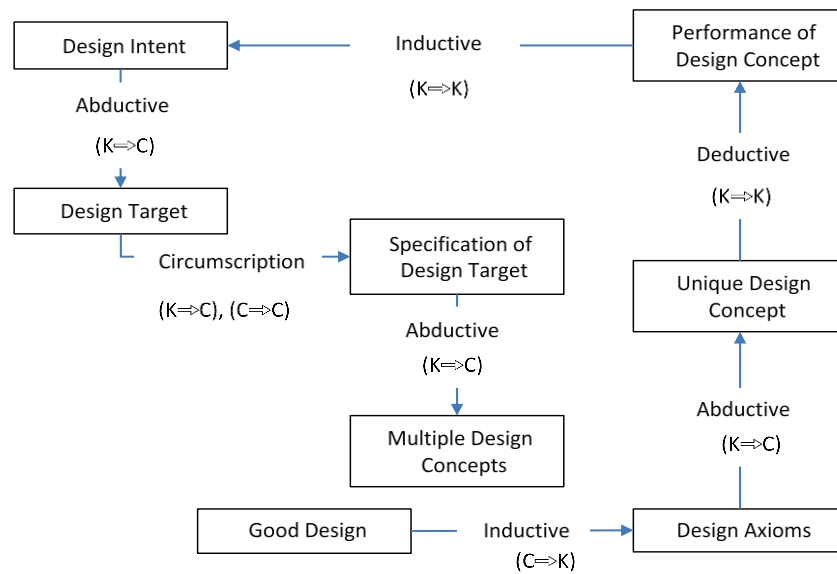 Design Intent
Inductive
(K⇒K)
Performance of
Design Concept
Abductive
(K⇒C)
Deductive
(K⇒K)
Design Target
Circumscription
(K⇒C), (C⇒C)
Specification of
Design Target
Unique Design
Concept
Abductive
(K⇒C)
Abductive
(K⇒C)
Multiple Design
Concepts
Good Design
Inductive
(C⇒K)
Design Axioms